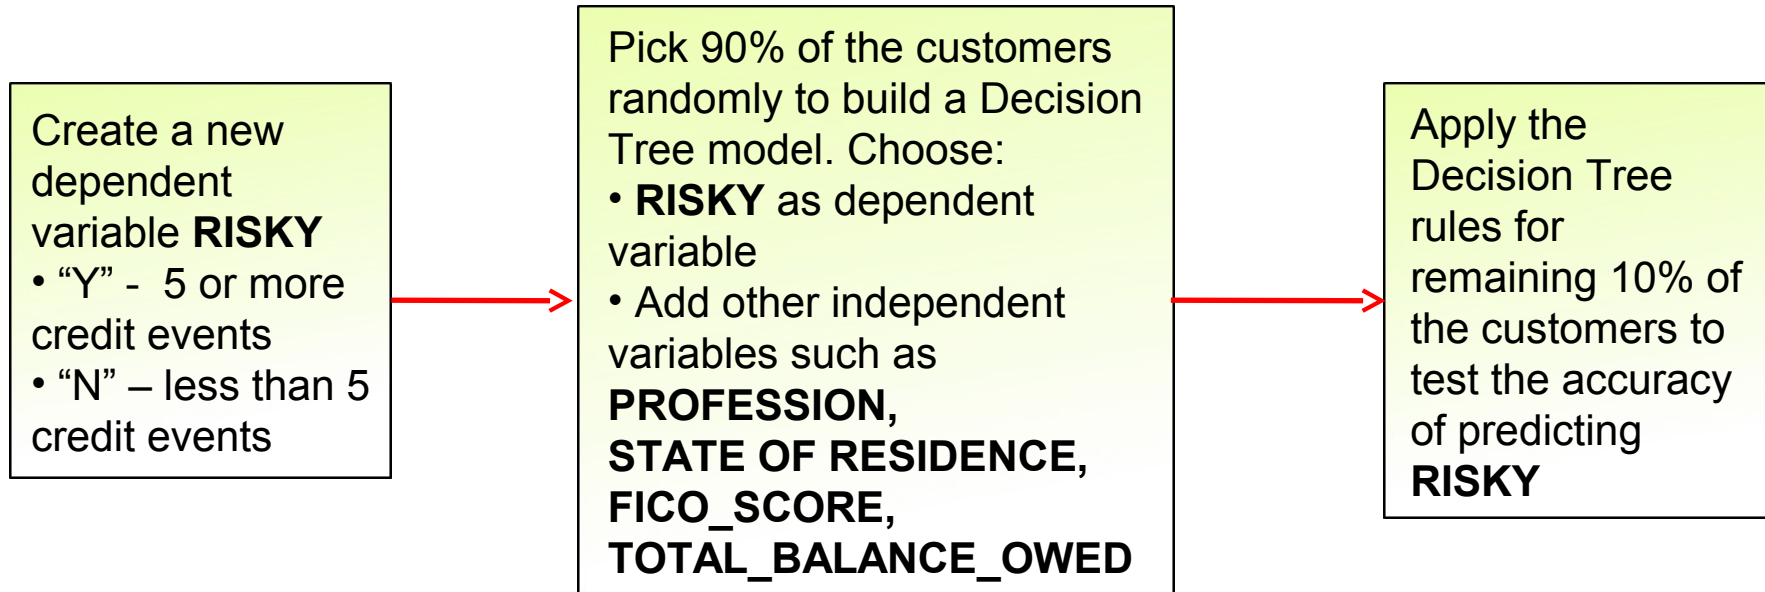 Create a new
dependent
variable RISKY
• “Y” - 5 or more
credit events
• “N” – less than 5
credit events
Pick 90% of the customers
randomly to build a Decision
Tree model. Choose:
• RISKY as dependent
variable
• Add other independent
variables such as
PROFESSION,
STATE OF RESIDENCE,
FICO_SCORE,
TOTAL_BALANCE_OWED
Apply the
Decision Tree
rules for
remaining 10% of
the customers to
test the accuracy
of predicting
RISKY